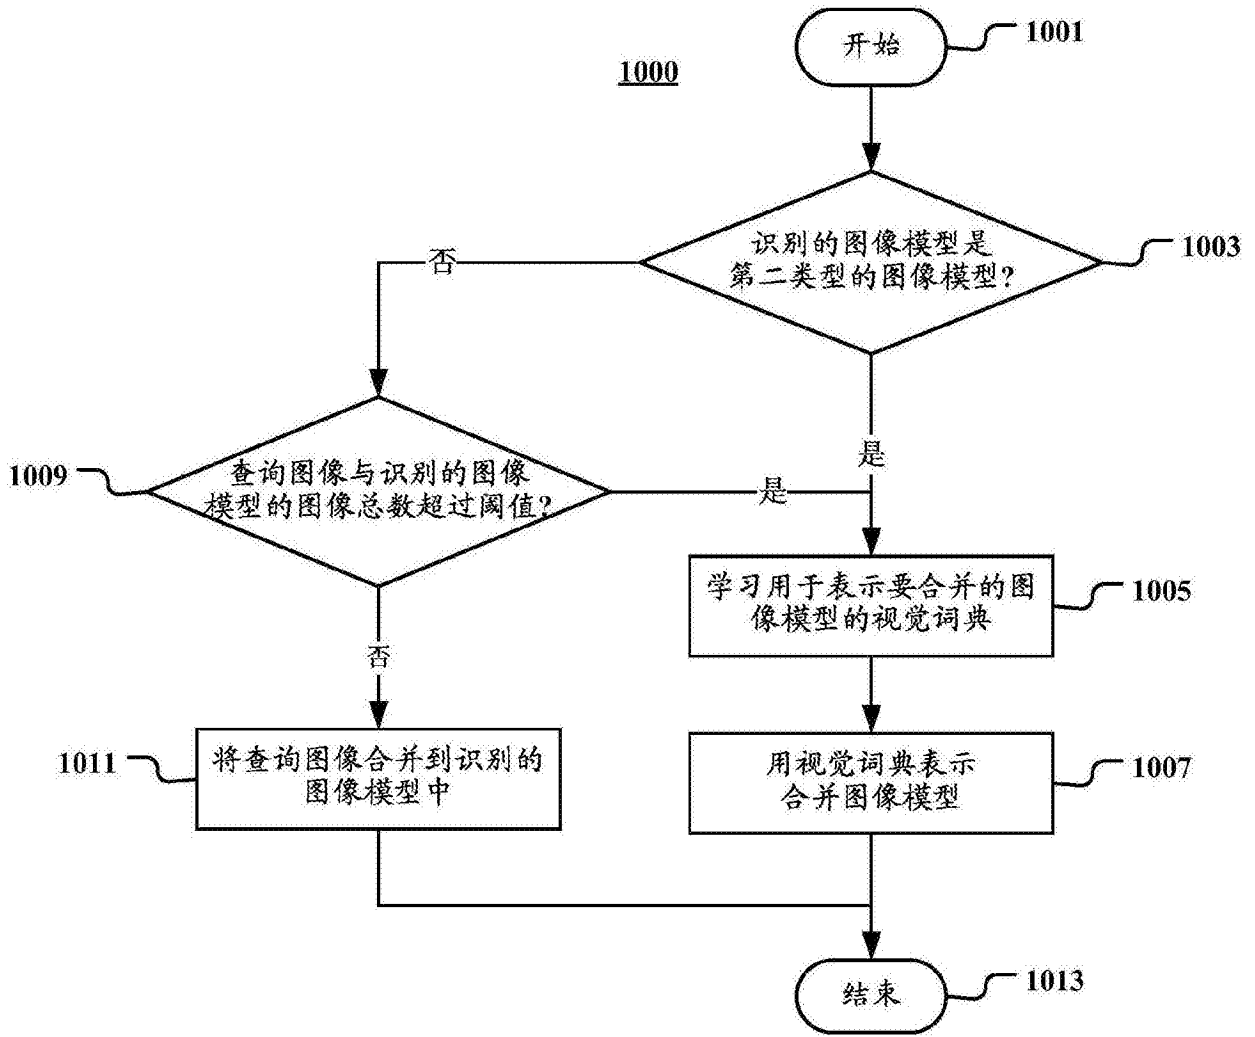 开始
1001
1000
识别的图像模型是
第二类型的图像模型?
1003
否
是
查询图像与识别的图像
模型的图像总数超过阈值?
1009
是
学习用于表示要合并的图
像模型的视觉词典
1005
否
将查询图像合并到识别的
图像模型中
1011
用视觉词典表示
合并图像模型
1007
结束
1013